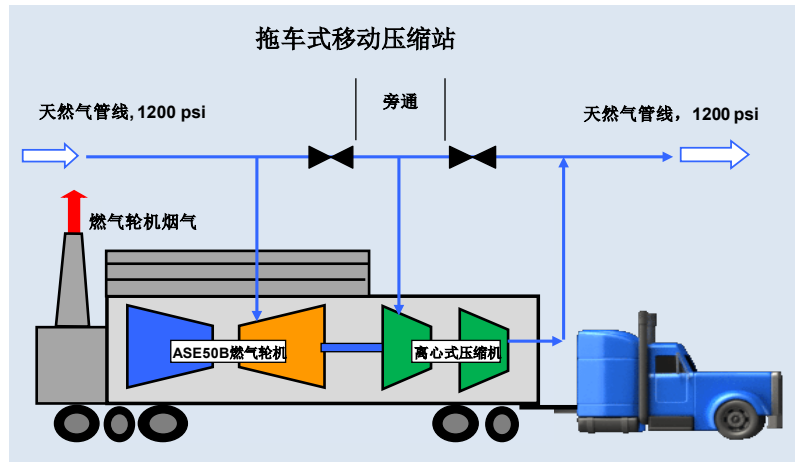 拖车式移动压缩站
旁通
天然气管线, 1200 psi
天然气管线，1200 psi
燃气轮机烟气
ASE50B燃气轮机
离心式压缩机